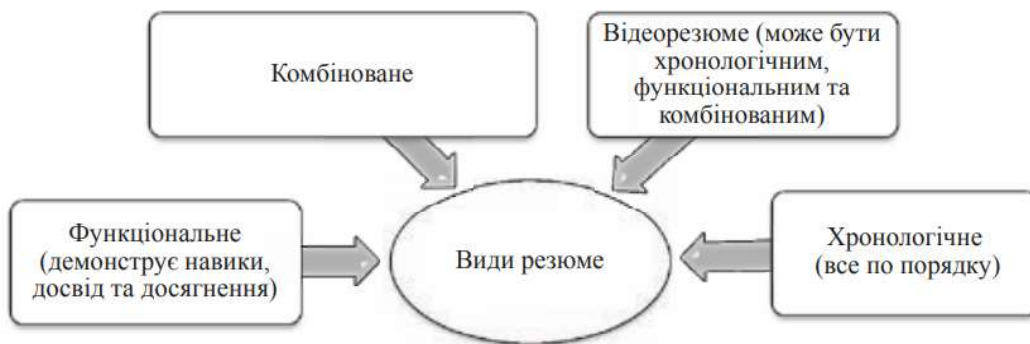 Комбіноване
Відеорезюме (може бути
хронологічним,
функціональним та
комбінованим)
Функціональне
(демонструє навики,
досвід та досягнення)
Види резюме
Хронологічне
(все по порядку)